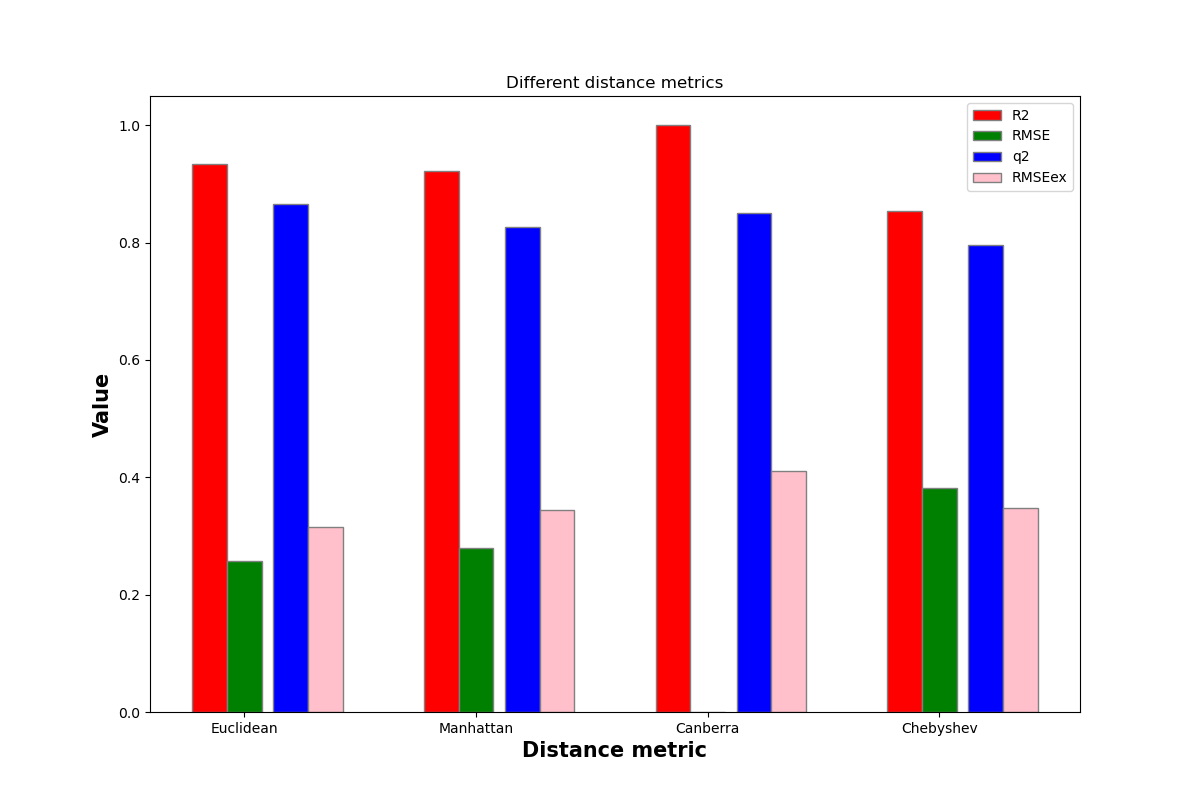 Different distance metrics
R2
RMSE
q2
RMSEex
1.0
0.8
0.6
0.4
0.2
0.0
Value
Euclidean
Manhattan
Canberra
Chebyshev
Distance metric